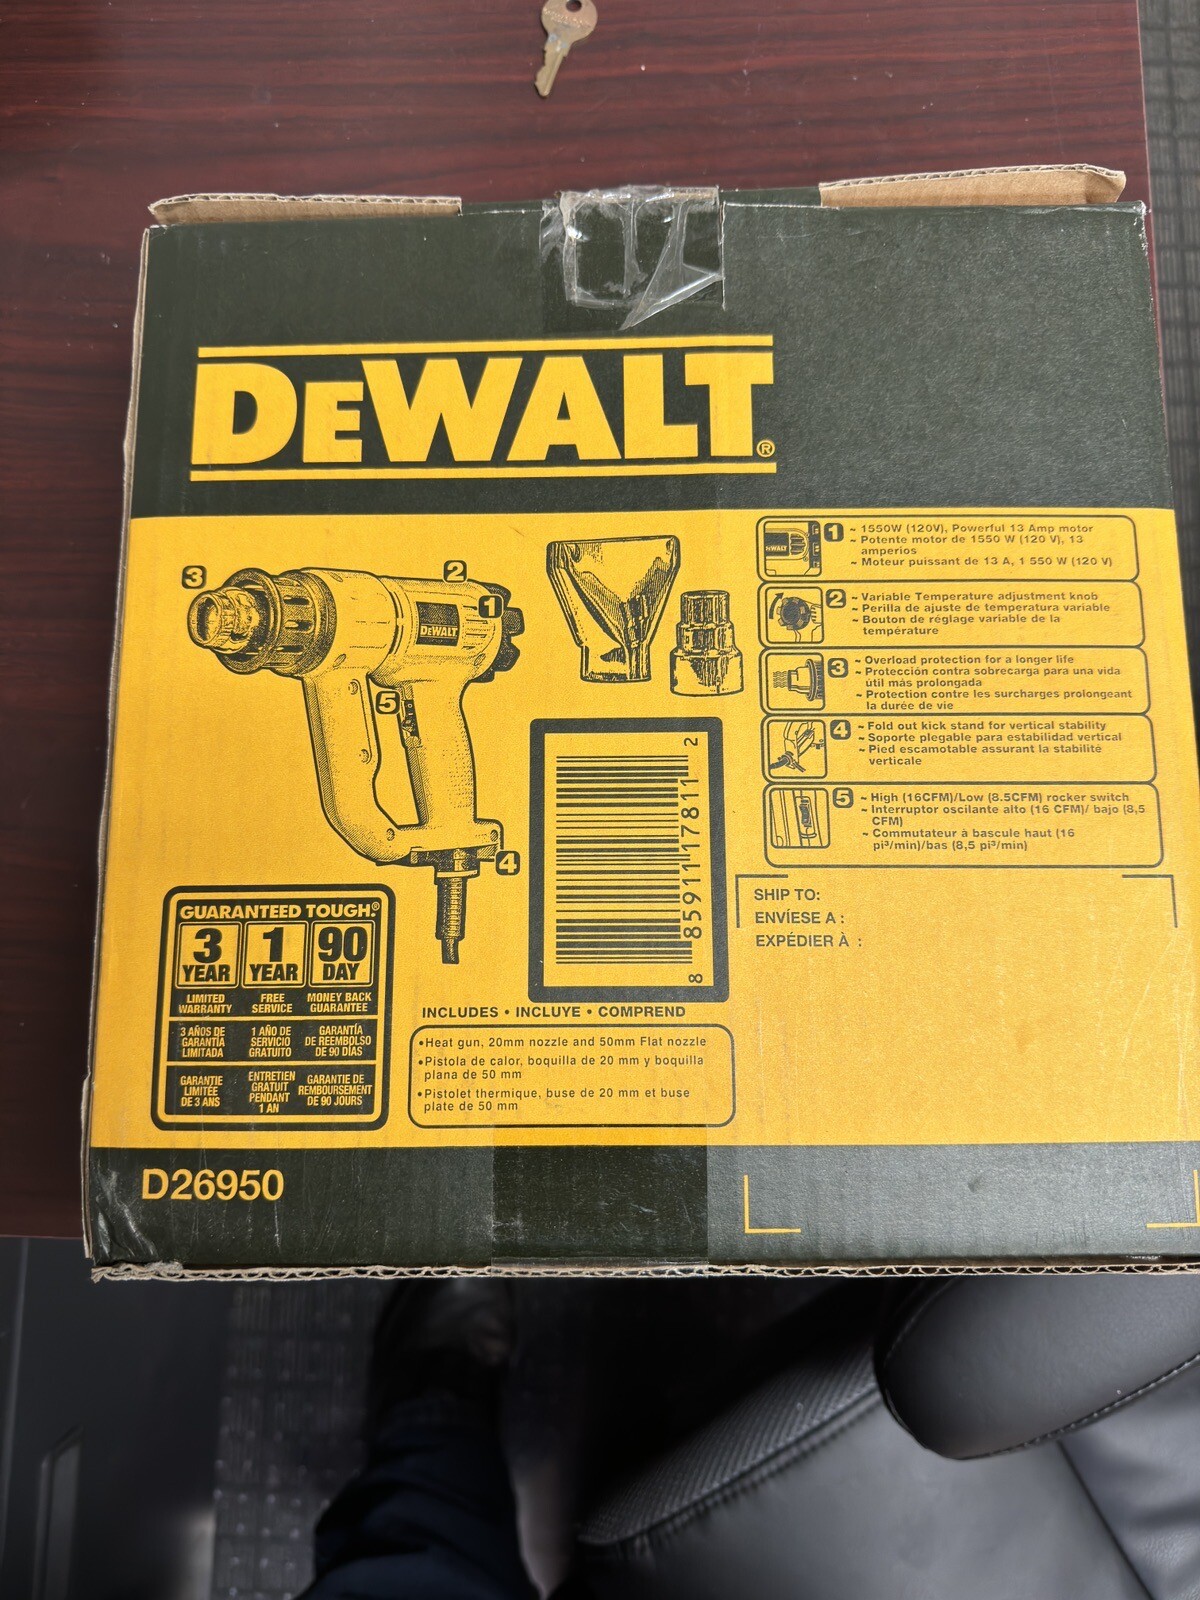 DEWALT®
3
2
1
DEWALT
5
4
1
~ 1550W (120V), Powerful 13 Amp motor
~ Potente motor de 1550 W (120 V), 13
amperios
~ Moteur puissant de 13 A, 1 550 W (120 V)
2
~ Variable Temperature adjustment knob
~ Perilla de ajuste de temperatura variable
~ Bouton de réglage variable de la
température
3
~ Overload protection for a longer life
~ Protección contra sobrecarga para una vida
útil más prolongada
~ Protection contre les surcharges prolongeant
la durée de vie
4
~ Fold out kick stand for vertical stability
~ Soporte plegable para estabilidad vertical
~ Pied escamotable assurant la stabilité
verticale
5
~ High (16CFM)/Low (8.5CFM) rocker switch
~ Interruptor oscilante alto (16 CFM)/ bajo (8,5
CFM)
~ Commutateur à bascule haut (16
pi³/min)/bas (8,5 pi³/min)
8 85911 17811 2
SHIP TO:
ENVÍESE A :
EXPÉDIER À :
GUARANTEED TOUGH.®
3 YEAR
LIMITED
WARRANTY
3 AÑOS DE
GARANTÍA
LIMITADA
GARANTIE
LIMITÉE
DE 3 ANS
1 YEAR
FREE
SERVICE
1 AÑO DE
SERVICIO
GRATUITO
ENTRETIEN
GRATUIT
PENDANT
1 AN
90 DAY
MONEY BACK
GUARANTEE
GARANTÍA
DE REEMBOLSO
DE 90 DÍAS
GARANTIE DE
REMBOURSEMENT
DE 90 JOURS
INCLUDES • INCLUYE • COMPREND
•Heat gun, 20mm nozzle and 50mm Flat nozzle
•Pistola de calor, boquilla de 20 mm y boquilla
plana de 50 mm
•Pistolet thermique, buse de 20 mm et buse
plate de 50 mm
D26950